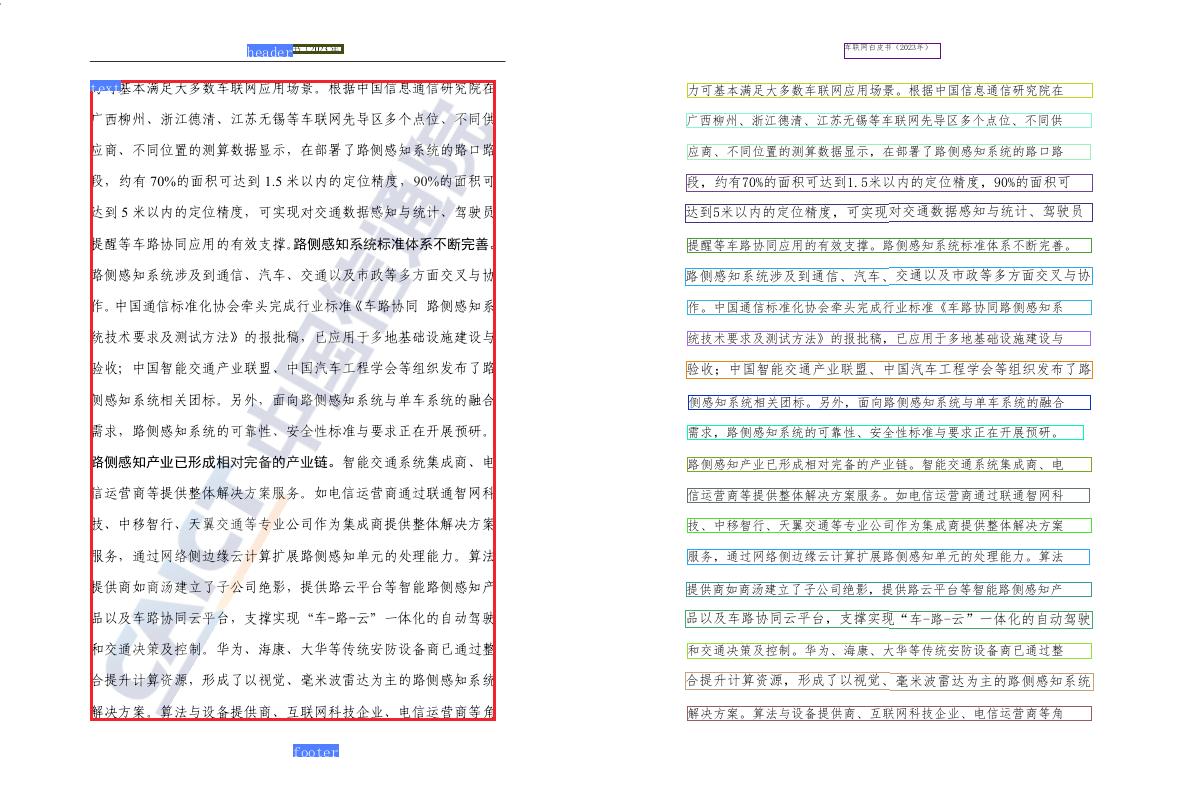 header
text
可基本满足大多数车联网应用场景。根据中国信息通信研究院在
广西柳州、浙江德清、江苏无锡等车联网先导区多个点位、不同供
应商、不同位置的测算数据显示，在部署了路侧感知系统的路口路
段，约有 70%的面积可达到 1.5 米以内的定位精度，90%的面积可
达到 5 米以内的定位精度，可实现对交通数据感知与统计、驾驶员
提醒等车路协同应用的有效支撑。路侧感知系统标准体系不断完善。
路侧感知系统涉及到通信、汽车、交通以及市政等多方面交叉与协
作。中国通信标准化协会牵头完成行业标准《车路协同 路侧感知系
统技术要求及测试方法》的报批稿，已应用于多地基础设施建设与
验收；中国智能交通产业联盟、中国汽车工程学会等组织发布了路
侧感知系统相关团标。另外，面向路侧感知系统与单车系统的融合
需求，路侧感知系统的可靠性、安全性标准与要求正在开展预研。
路侧感知产业已形成相对完备的产业链。智能交通系统集成商、电
信运营商等提供整体解决方案服务。如电信运营商通过联通智网科
技、中移智行、天翼交通等专业公司作为集成商提供整体解决方案
服务，通过网络侧边缘云计算扩展路侧感知单元的处理能力。算法
提供商如商汤建立了子公司绝影，提供路云平台等智能路侧感知产
品以及车路协同云平台，支撑实现“车-路-云”一体化的自动驾驶
和交通决策及控制。华为、海康、大华等传统安防设备商已通过整
合提升计算资源，形成了以视觉、毫米波雷达为主的路侧感知系统
解决方案。算法与设备提供商、互联网科技企业、电信运营商等角
CAICT 中国信通院
footer
车联网白皮书（2023年）
力可基本满足大多数车联网应用场景。根据中国信息通信研究院在
广西柳州、浙江德清、江苏无锡等车联网先导区多个点位、不同供
应商、不同位置的测算数据显示，在部署了路侧感知系统的路口路
段，约有70%的面积可达到1.5米以内的定位精度，90%的面积可
达到5米以内的定位精度，可实现对交通数据感知与统计、驾驶员
提醒等车路协同应用的有效支撑。路侧感知系统标准体系不断完善。
路侧感知系统涉及到通信、汽车、交通以及市政等多方面交叉与协
作。中国通信标准化协会牵头完成行业标准《车路协同路侧感知系
统技术要求及测试方法》的报批稿，已应用于多地基础设施建设与
验收；中国智能交通产业联盟、中国汽车工程学会等组织发布了路
侧感知系统相关团标。另外，面向路侧感知系统与单车系统的融合
需求，路侧感知系统的可靠性、安全性标准与要求正在开展预研。
路侧感知产业已形成相对完备的产业链。智能交通系统集成商、电
信运营商等提供整体解决方案服务。如电信运营商通过联通智网科
技、中移智行、天翼交通等专业公司作为集成商提供整体解决方案
服务，通过网络侧边缘云计算扩展路侧感知单元的处理能力。算法
提供商如商汤建立了子公司绝影，提供路云平台等智能路侧感知产
品以及车路协同云平台，支撑实现“车-路-云”一体化的自动驾驶
和交通决策及控制。华为、海康、大华等传统安防设备商已通过整
合提升计算资源，形成了以视觉、毫米波雷达为主的路侧感知系统
解决方案。算法与设备提供商、互联网科技企业、电信运营商等角